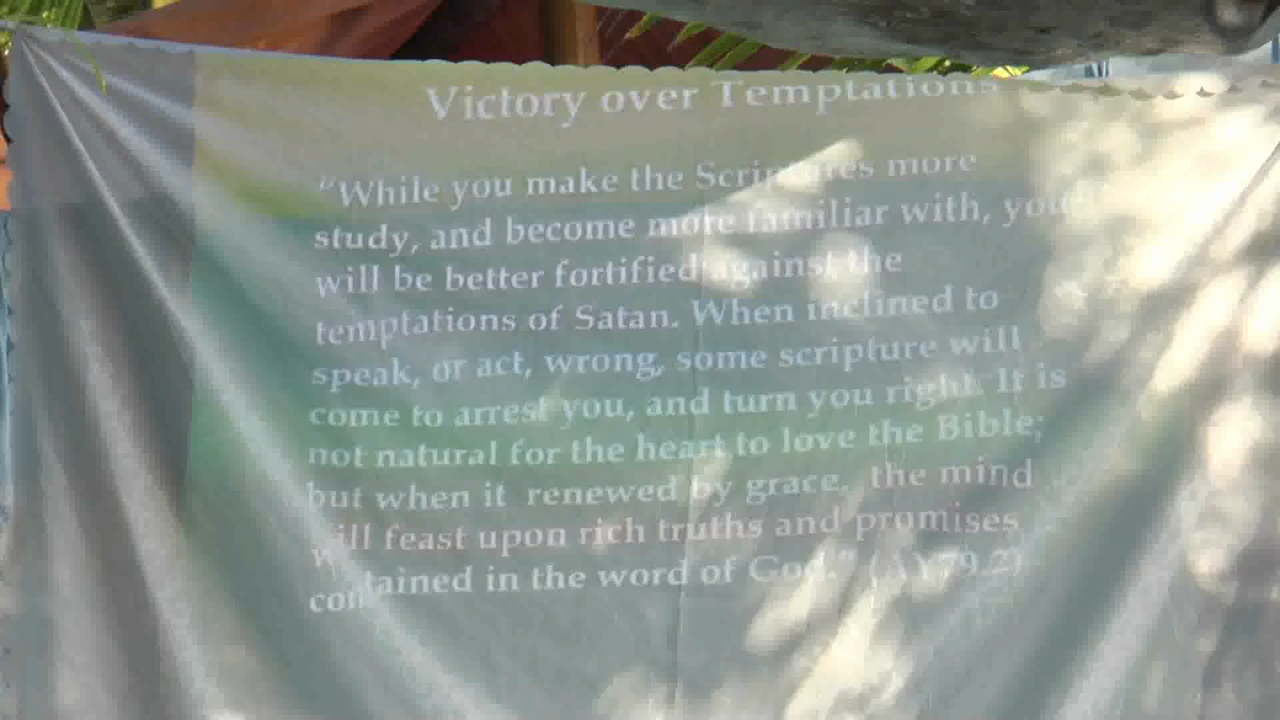 Victory over Temptations
"While you make the Scriptures more
study, and become more familiar with, you
will be better fortified against the
temptations of Satan. When inclined to
speak, or act, wrong, some scripture will
come to arrest you, and turn you right. It is
not natural for the heart to love the Bible;
but when it renewed by grace, the mind
will feast upon rich truths and promises
contained in the word of God." (AY79.2)